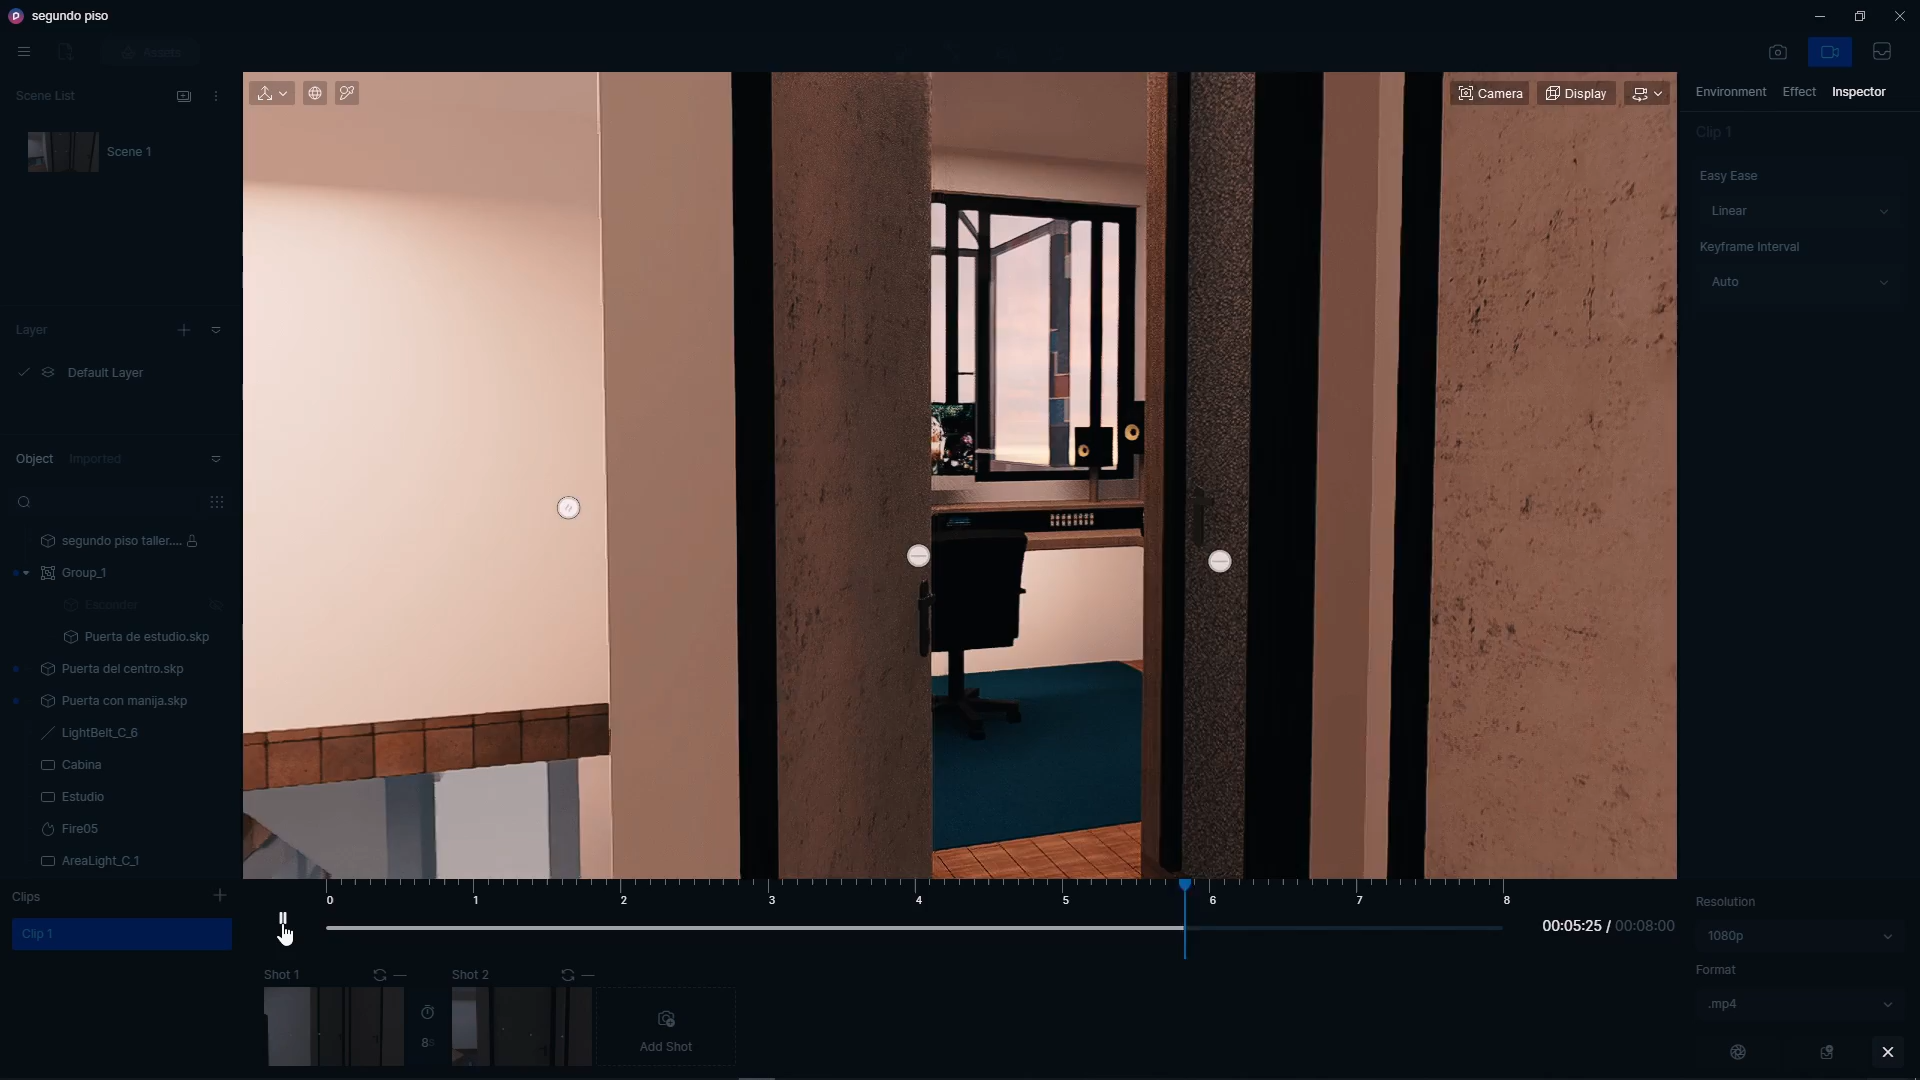 segundo piso
Assets
Scene List
Scene 1
Layer
Default Layer
Object
Imported
segundo piso taller....
Group_1
Esconder
Puerta de estudio.skp
Puerta del centro.skp
Puerta con manija.skp
LightBelt_C_6
Cabina
Estudio
Fire05
AreaLight_C_1
Camera
Display
Environment
Effect
Inspector
Clip 1
Easy Ease
Linear
Keyframe Interval
Auto
Clips
Clip 1
0 1 2 3 4 5 6 7 8
00:05:25 / 00:08:00
Shot 1
8s
Shot 2
Add Shot
Resolution
1080p
Format
.mp4